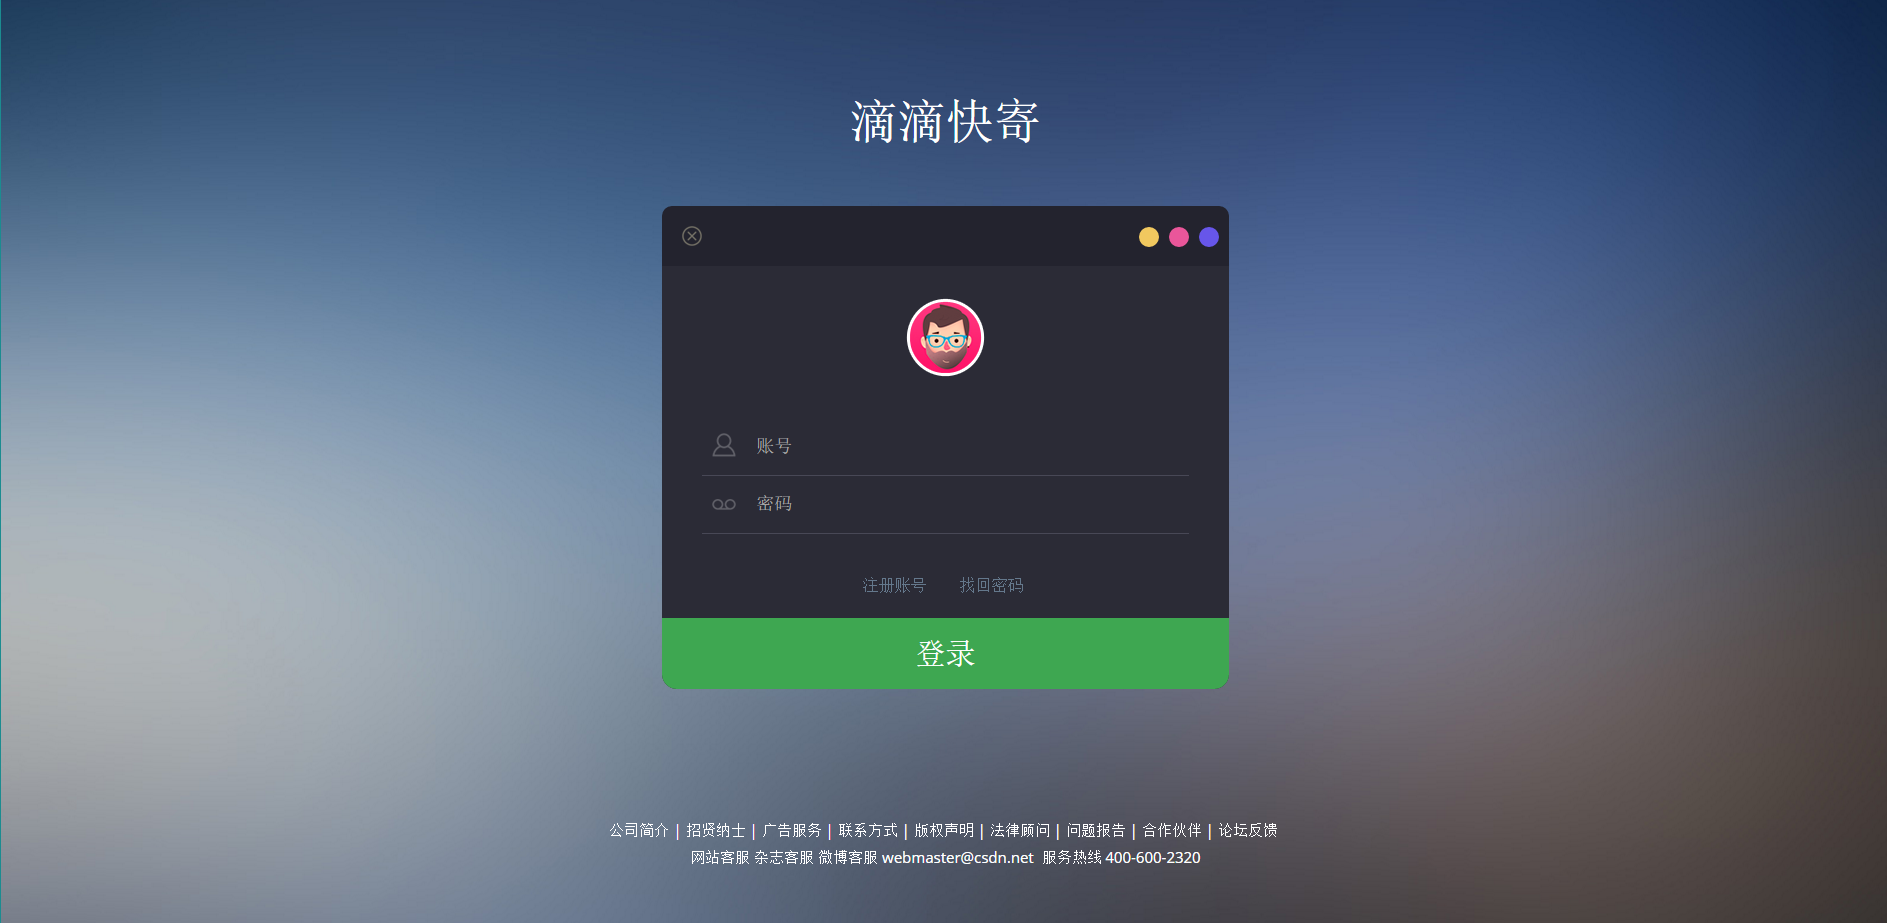 滴滴快寄
账号
密码
注册账号 找回密码
登录
公司简介 | 招贤纳士 | 广告服务 | 联系方式 | 版权声明 | 法律顾问 | 问题报告 | 合作伙伴 | 论坛反馈
网站客服 杂志客服 微博客服 webmaster@csdn.net 服务热线 400-600-2320